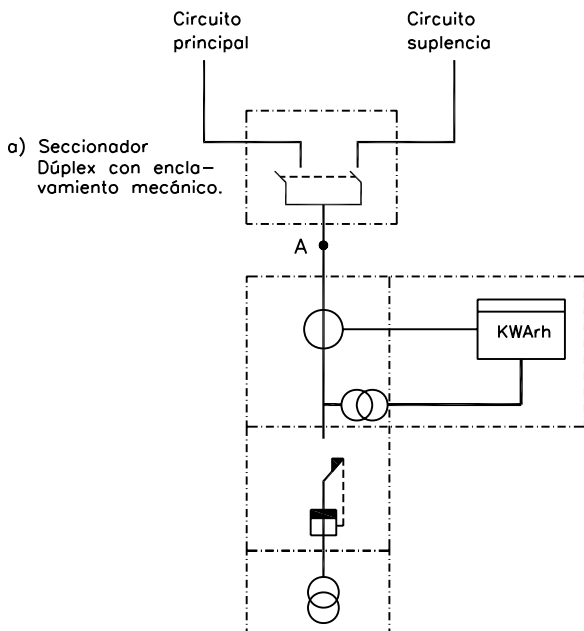 Circuito
principal
Circuito
suplencia
a) Seccionador
Dúplex con encla-
vamiento mecánico.
A
KWArh